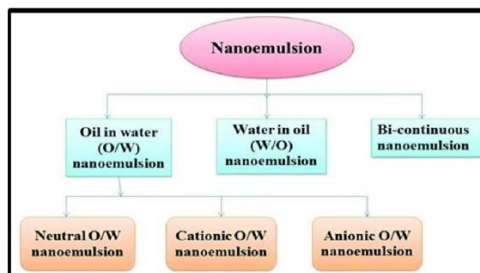 Nanoemulsion
Oil in water
(O/W)
nanoemulsion
Water in oil
(W/O)
nanoemulsion
Bi-continuous
nanoemulsion
Neutral O/W
nanoemulsion
Cationic O/W
nanoemulsion
Anionic O/W
nanoemulsion